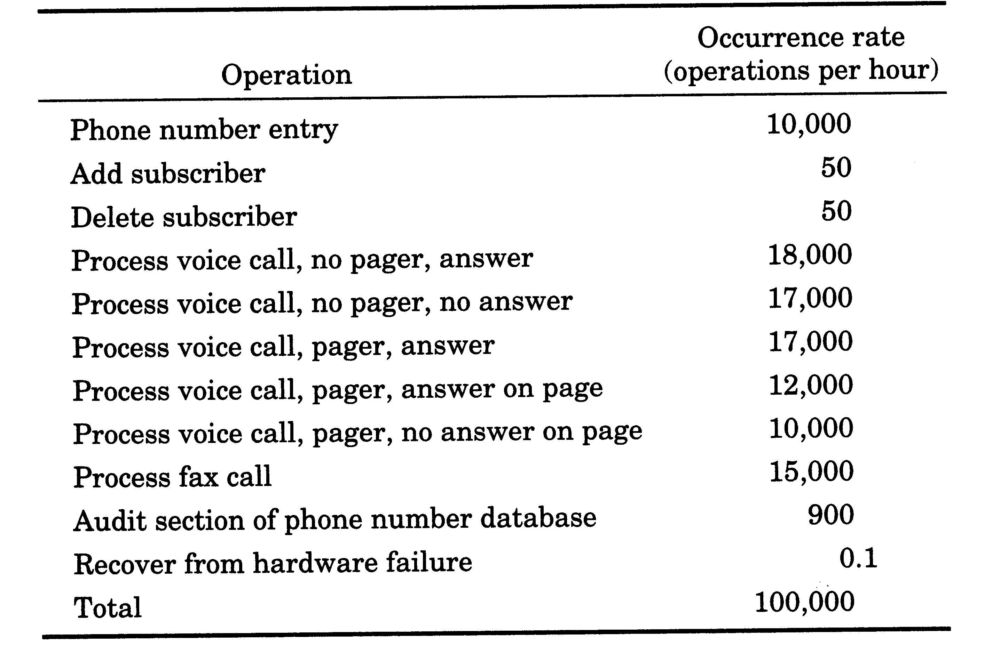 Occurrence rate
Operation (operations per hour)
Phone number entry 10,000
Add subscriber 50
Delete subscriber 50
Process voice call, no pager, answer 18,000
Process voice call, no pager, no answer 17,000
Process voice call, pager, answer 17,000
Process voice call, pager, answer on page 12,000
Process voice call, pager, no answer on page 10,000
Process fax call 15,000
Audit section of phone number database 900
Recover from hardware failure 0.1
Total 100,000